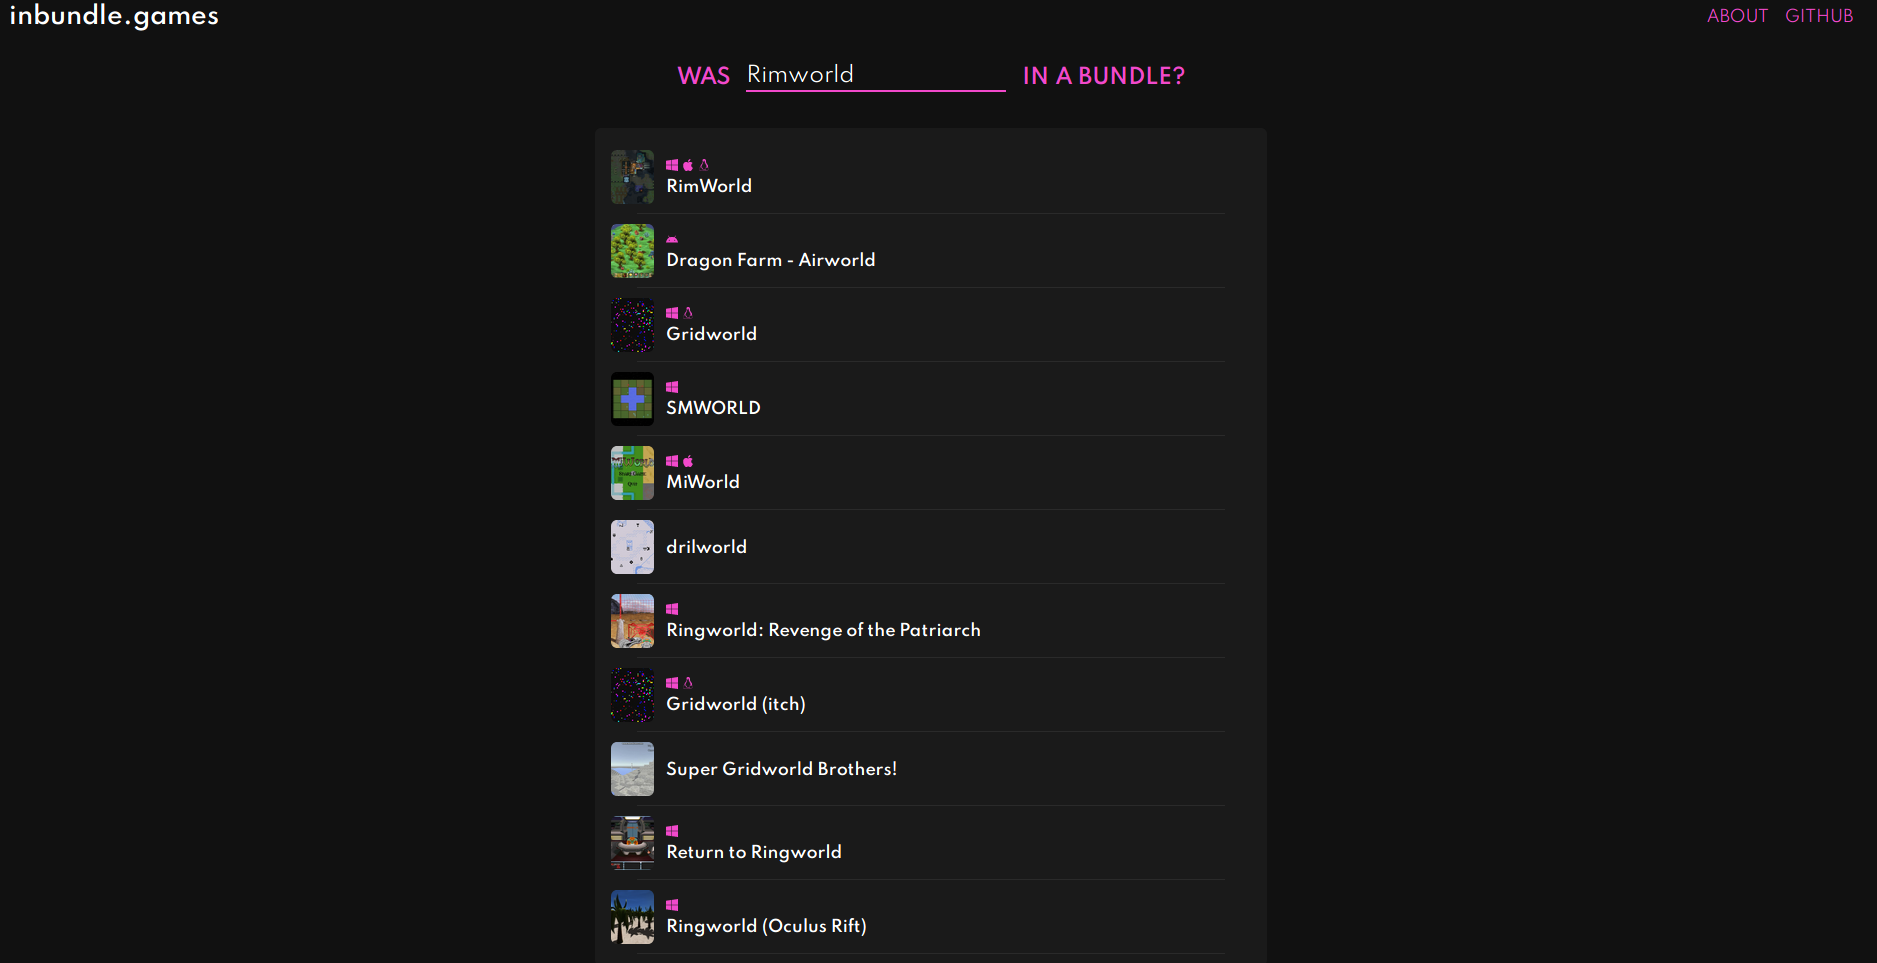 inbundle.games
ABOUT GITHUB
WAS Rimworld IN A BUNDLE?
RimWorld
Dragon Farm - Airworld
Gridworld
SMWORLD
MiWorld
drilworld
Ringworld: Revenge of the Patriarch
Gridworld (itch)
Super Gridworld Brothers!
Return to Ringworld
Ringworld (Oculus Rift)